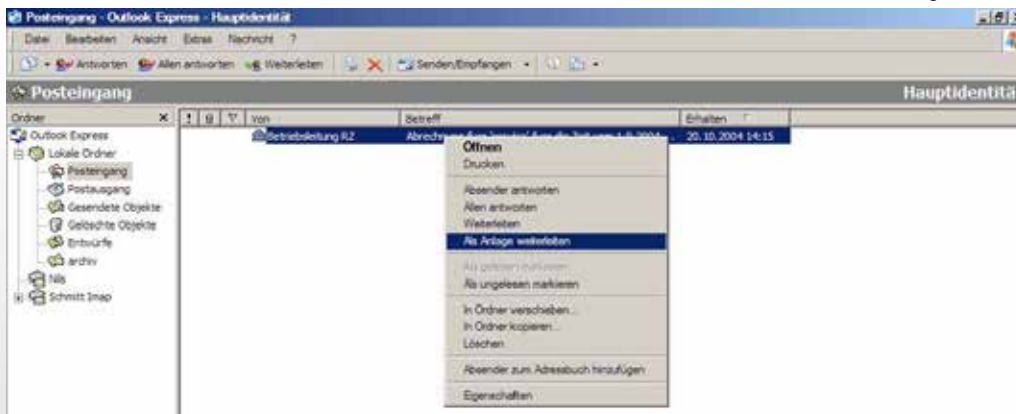 Posteingang - Outlook Express - Hauptidentität
Datei Bearbeiten Ansicht Extras Nachricht ?
Antworten Allen antworten Weiterleiten Senden/Empfangen
Posteingang Hauptidentitä
Ordner × ! Von Betreff Erhalten
Outlook Express Betriebsleitung RZ 20.10.2004 14:15
Lokale Ordner Öffnen
Posteingang Drucken
Postausgang Absender antworten
Gesendete Objekte Allen antworten
Gelöschte Objekte Weiterleiten
Entwürfe Als Anlage weiterleiten
archiv Als gelesen markieren
Nils Als ungelesen markieren
Schmitt Imap
In Ordner verschieben...
In Ordner kopieren...
Löschen
Absender zum Adressbuch hinzufügen
Eigenschaften